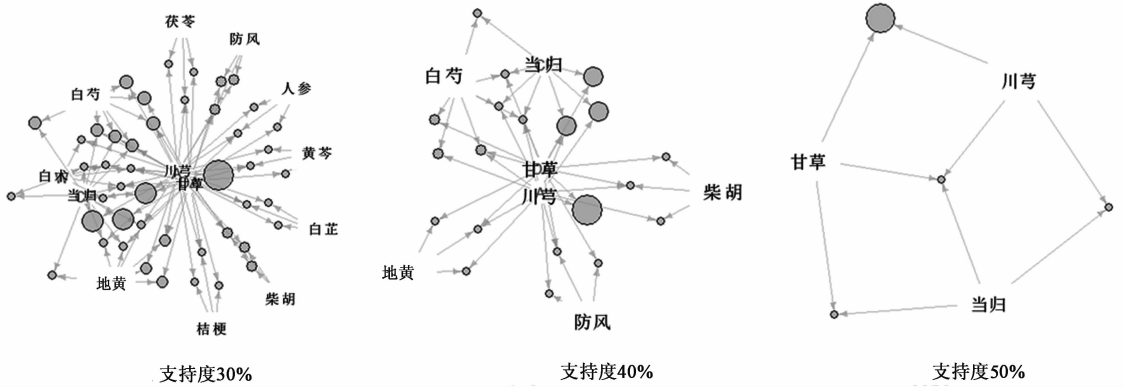 茯苓
防风
白芍
人参
黄芩
川芎
甘草
白术
当归
白芷
地黄
柴胡
桔梗
支持度30%
白芍
当归
甘草
川芎
柴胡
地黄
防风
支持度40%
川芎
甘草
当归
支持度50%